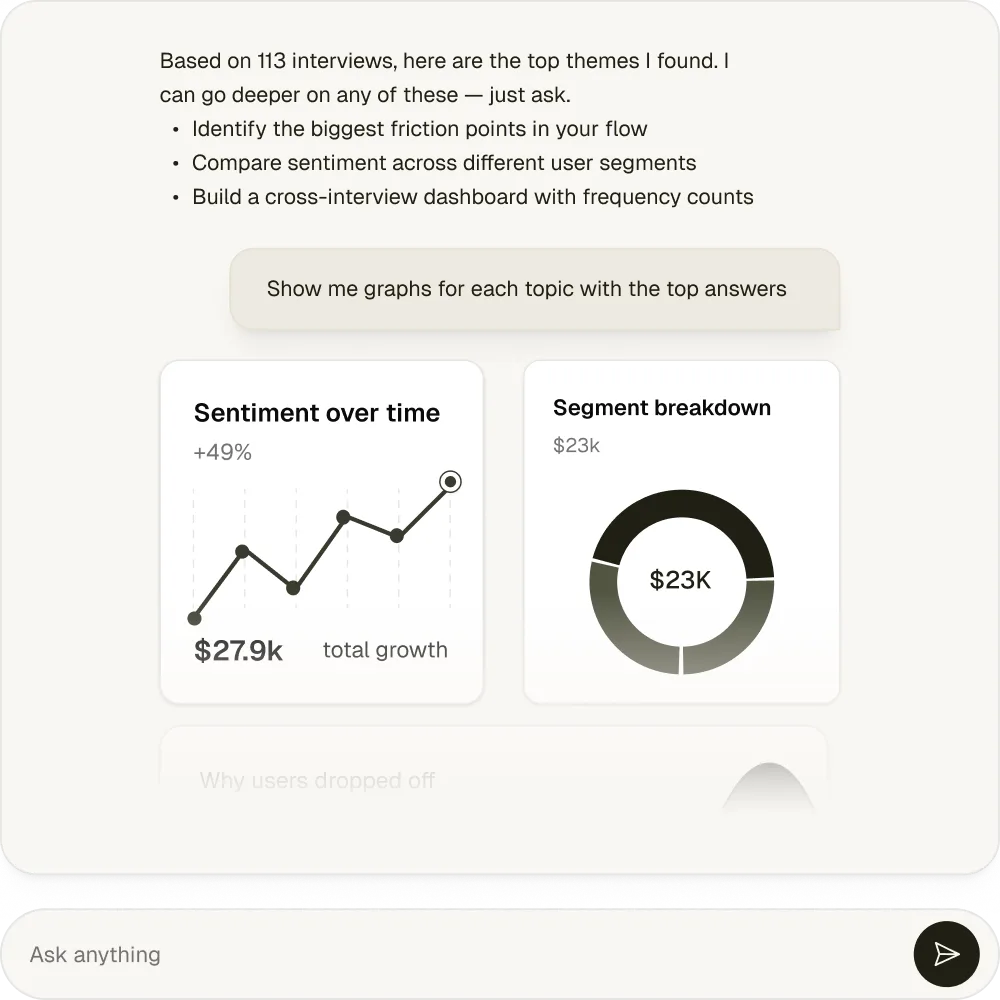 Based on 113 interviews, here are the top themes I found. I
can go deeper on any of these — just ask.
• Identify the biggest friction points in your flow
• Compare sentiment across different user segments
• Build a cross-interview dashboard with frequency counts
Show me graphs for each topic with the top answers
Sentiment over time
+49%
$27.9k total growth
Segment breakdown
$23k
$23K
Why users dropped off
Ask anything